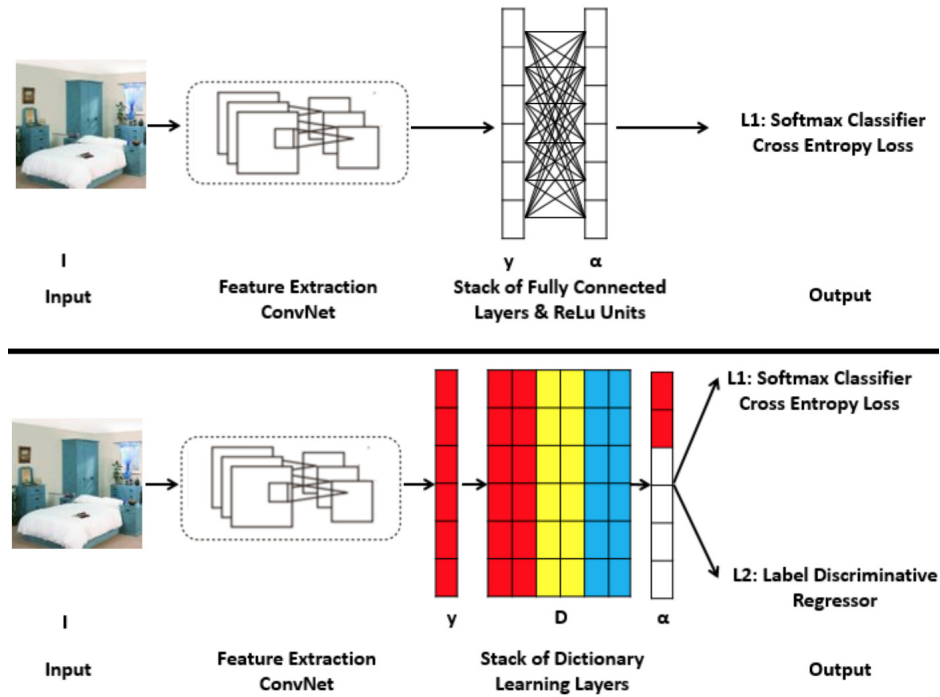 L1: Softmax Classifier
Cross Entropy Loss
I
y
α
Input
Feature Extraction
ConvNet
Stack of Fully Connected
Layers & ReLu Units
Output
L1: Softmax Classifier
Cross Entropy Loss
L2: Label Discriminative
Regressor
I
y
D
α
Input
Feature Extraction
ConvNet
Stack of Dictionary
Learning Layers
Output